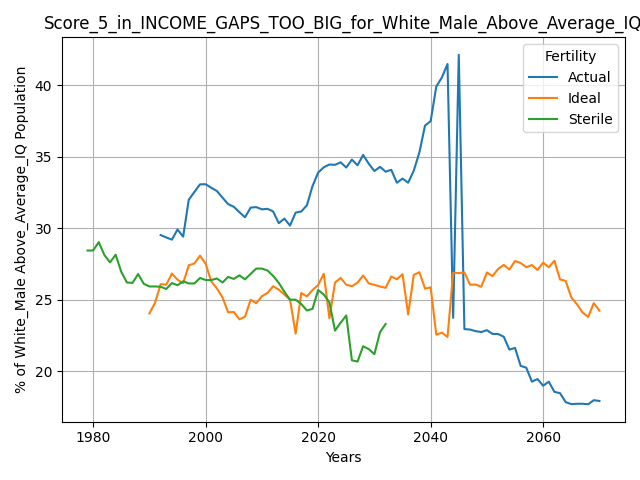 Score_5_in_INCOME_GAPS_TOO_BIG_for_White_Male_Above_Average_IQ
% of White_Male Above_Average_IQ Population
40
35
30
25
20
Fertility
Actual
Ideal
Sterile
1980 2000 2020 2040 2060
Years